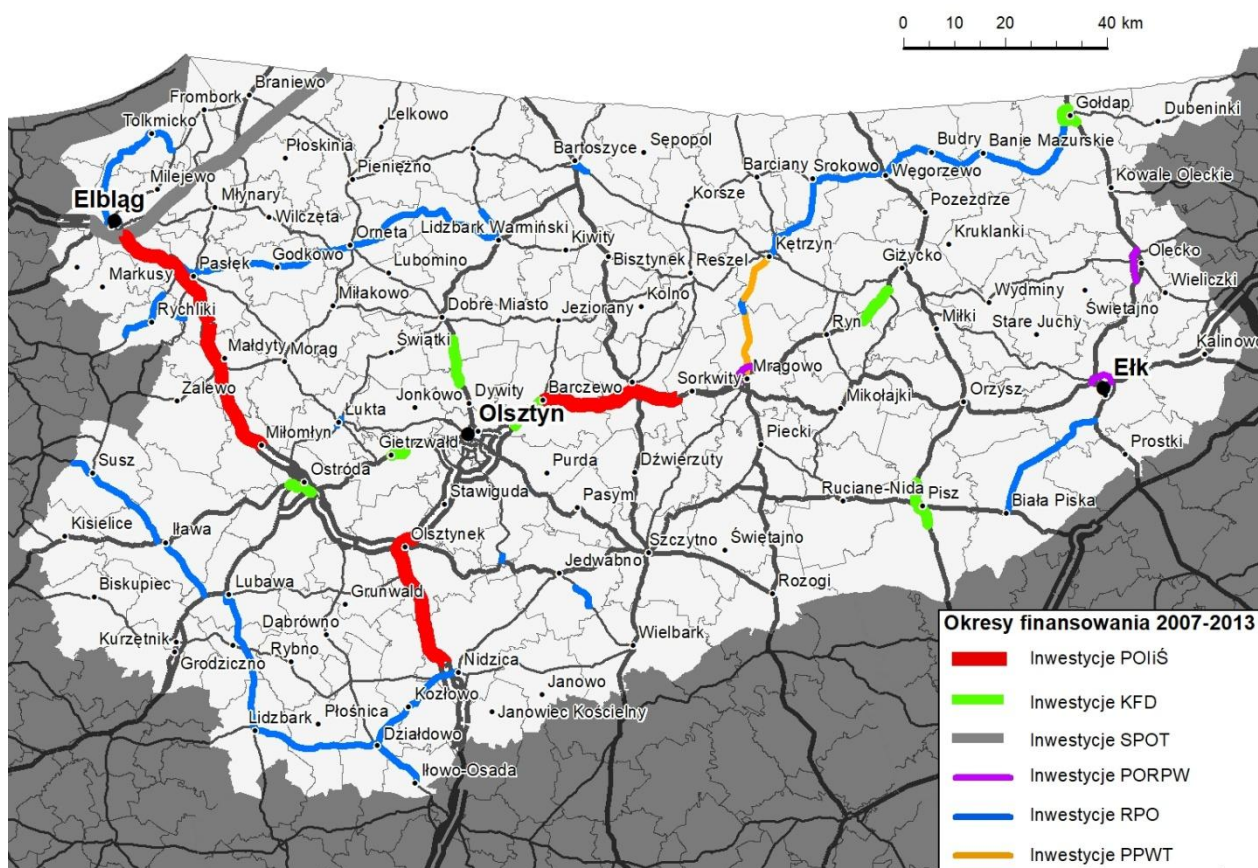 0 10 20 40 km
Braniewo
Frombork
Lelkowo
Gołdap
Dubeninki
Tolkmicko
Sępopol
Budry
Banie Mazurskie
Płoskinia
Bartoszyce
Pieniężno
Barciany
Srokowo
Węgorzewo
Milejewo
Młynary
Korsze
Kowale Oleckie
Elbląg
Wilczęta
Pozezdrze
Orneta
Lidzbark Warmiński
Kiwity
Kruklanki
Godkowo
Kętrzyn
Olecko
Pasłęk
Lubomino
Bisztynek
Reszel
Giżycko
Markusy
Wieliczki
Miłakowo
Kolno
Wydminy
Świętajno
Rychliki
Dobre Miasto
Jeziorany
Ryn
Miłki
Stare Juchy
Świątki
Kalinowo
Małdyty
Morąg
Mrągowo
Zalewo
Jonkowo
Dywity
Barczewo
Sorkwity
Ełk
Łukta
Olsztyn
Mikołajki
Orzysz
Miłomłyn
Gietrzwałd
Piecki
Prostki
Susz
Ostróda
Purda
Dźwierzuty
Stawiguda
Pasym
Ruciane-Nida
Pisz
Biała Piska
Kisielice
Iława
Olsztynek
Szczytno
Świętajno
Jedwabno
Biskupiec
Lubawa
Grunwald
Rozogi
Dąbrówno
Kurzętnik
Rybno
Wielbark
Grodziczno
Nidzica
Kozłowo
Janowo
Lidzbark
Płośnica
Janowiec Kościelny
Działdowo
Iłowo-Osada
Okresy finansowania 2007-2013
Inwestycje POIiŚ
Inwestycje KFD
Inwestycje SPOT
Inwestycje PORPW
Inwestycje RPO
Inwestycje PPWT